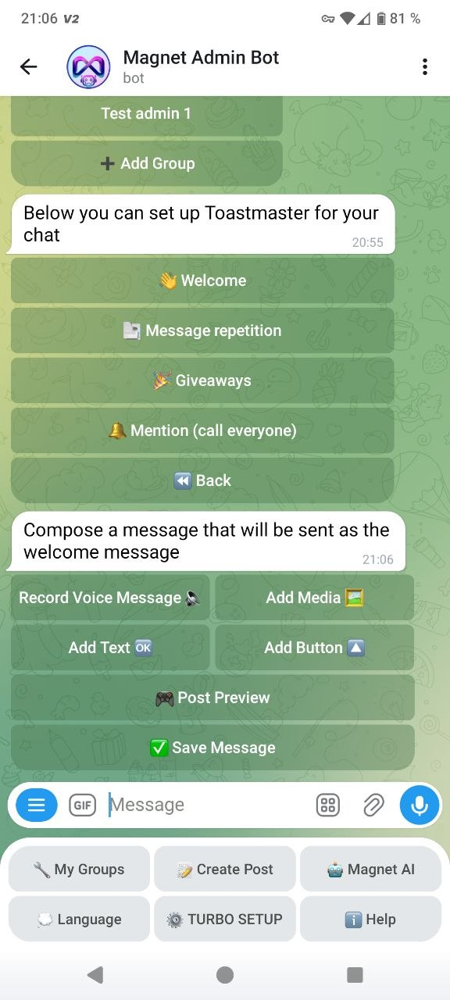 21:06 V2 81 %
Magnet Admin Bot
bot
Test admin 1
➕ Add Group
Below you can set up Toastmaster for your
chat
20:55
👋 Welcome
📑 Message repetition
🎉 Giveaways
🔔 Mention (call everyone)
⏪ Back
Compose a message that will be sent as the
welcome message
21:06
Record Voice Message 🔊 Add Media 🖼
Add Text 🆗 Add Button 🔼
🎮 Post Preview
✅ Save Message
GIF Message
🔧 My Groups 📝 Create Post 🤖 Magnet AI
💭 Language ⚙ TURBO SETUP ℹ Help